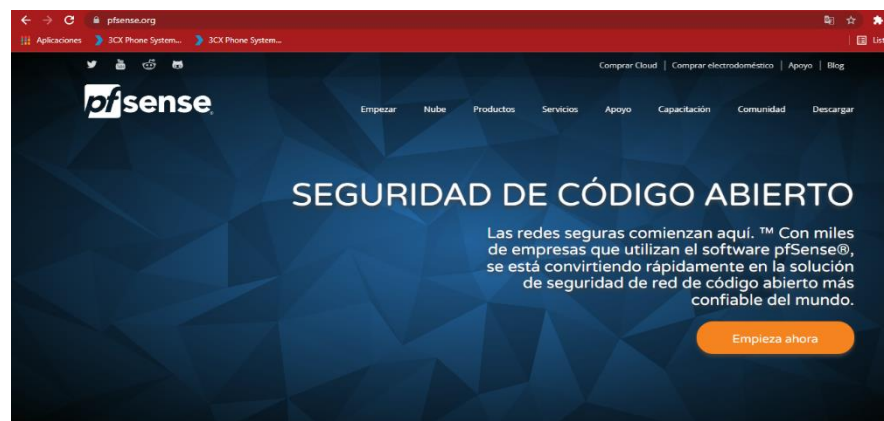 pfsense.org
Aplicaciones 3CX Phone System... 3CX Phone System... List
Comprar Cloud | Comprar electrodoméstico | Apoyo | Blog
pfsense
Empezar Nube Productos Servicios Apoyo Capacitación Comunidad Descargar
SEGURIDAD DE CÓDIGO ABIERTO
Las redes seguras comienzan aquí. ™ Con miles
de empresas que utilizan el software pfSense®,
se está convirtiendo rápidamente en la solución
de seguridad de red de código abierto más
confiable del mundo.
Empieza ahora